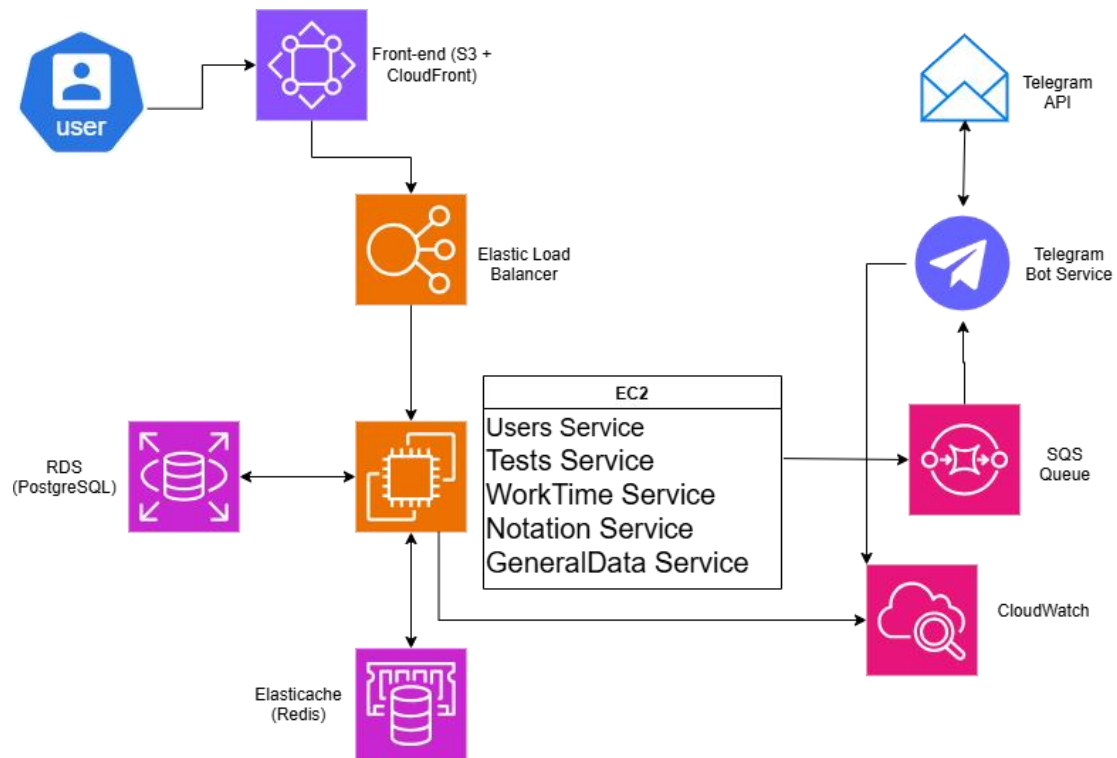 user
Front-end (S3 +
CloudFront)
Telegram
API
Elastic Load
Balancer
Telegram
Bot Service
EC2
Users Service
Tests Service
WorkTime Service
Notation Service
GeneralData Service
RDS
(PostgreSQL)
SQS
Queue
CloudWatch
Elasticache
(Redis)